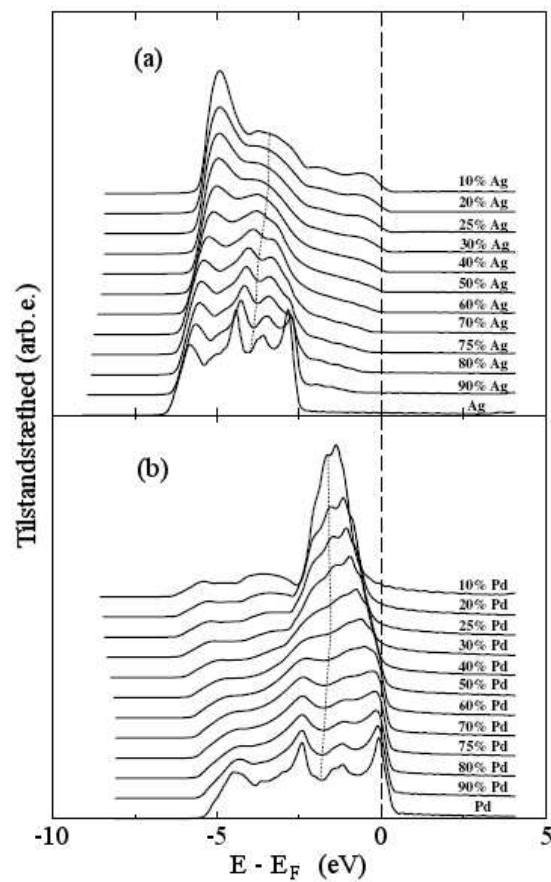 (a)
10% Ag
20% Ag
25% Ag
30% Ag
40% Ag
50% Ag
60% Ag
70% Ag
75% Ag
80% Ag
90% Ag
Ag
Tilstandstæthed (arb. e.)
(b)
10% Pd
20% Pd
25% Pd
30% Pd
40% Pd
50% Pd
60% Pd
70% Pd
75% Pd
80% Pd
90% Pd
Pd
-10 -5 0 5
E - E_F (eV)